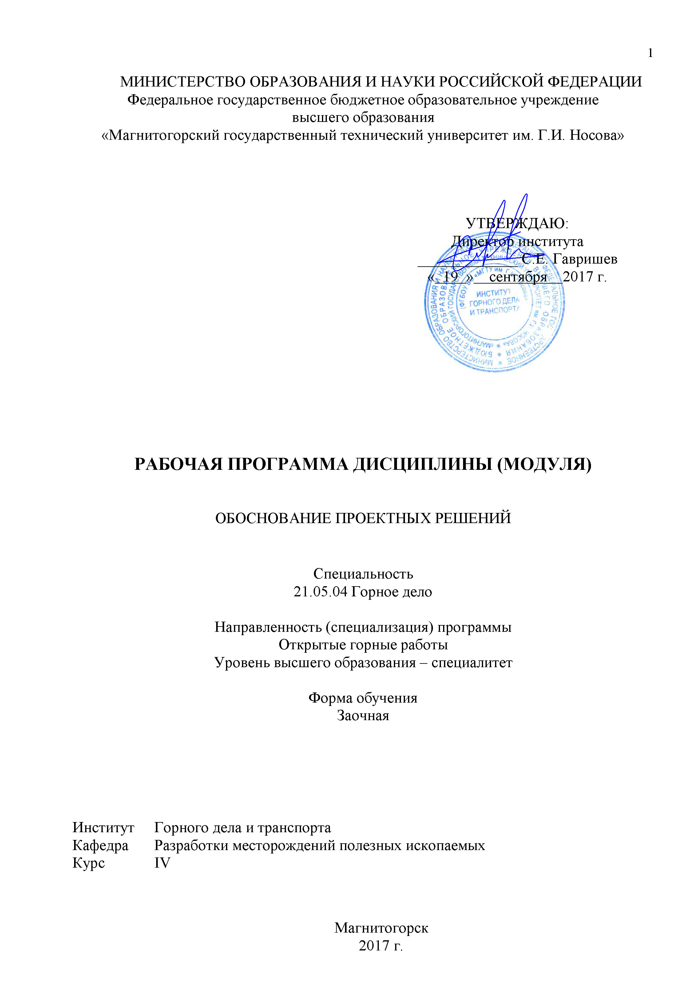 1
МИНИСТЕРСТВО ОБРАЗОВАНИЯ И НАУКИ РОССИЙСКОЙ ФЕДЕРАЦИИ
Федеральное государственное бюджетное образовательное учреждение
высшего образования
«Магнитогорский государственный технический университет им. Г.И. Носова»
УТВЕРЖДАЮ:
Директор института
С.Е. Гавришев
«_19_»__сентября__2017 г.
ИНСТИТУТ
ГОРНОГО ДЕЛА
И ТРАНСПОРТА
РАБОЧАЯ ПРОГРАММА ДИСЦИПЛИНЫ (МОДУЛЯ)
ОБОСНОВАНИЕ ПРОЕКТНЫХ РЕШЕНИЙ
Специальность
21.05.04 Горное дело
Направленность (специализация) программы
Открытые горные работы
Уровень высшего образования – специалитет
Форма обучения
Заочная
Институт Горного дела и транспорта
Кафедра Разработки месторождений полезных ископаемых
Курс IV
Магнитогорск
2017 г.